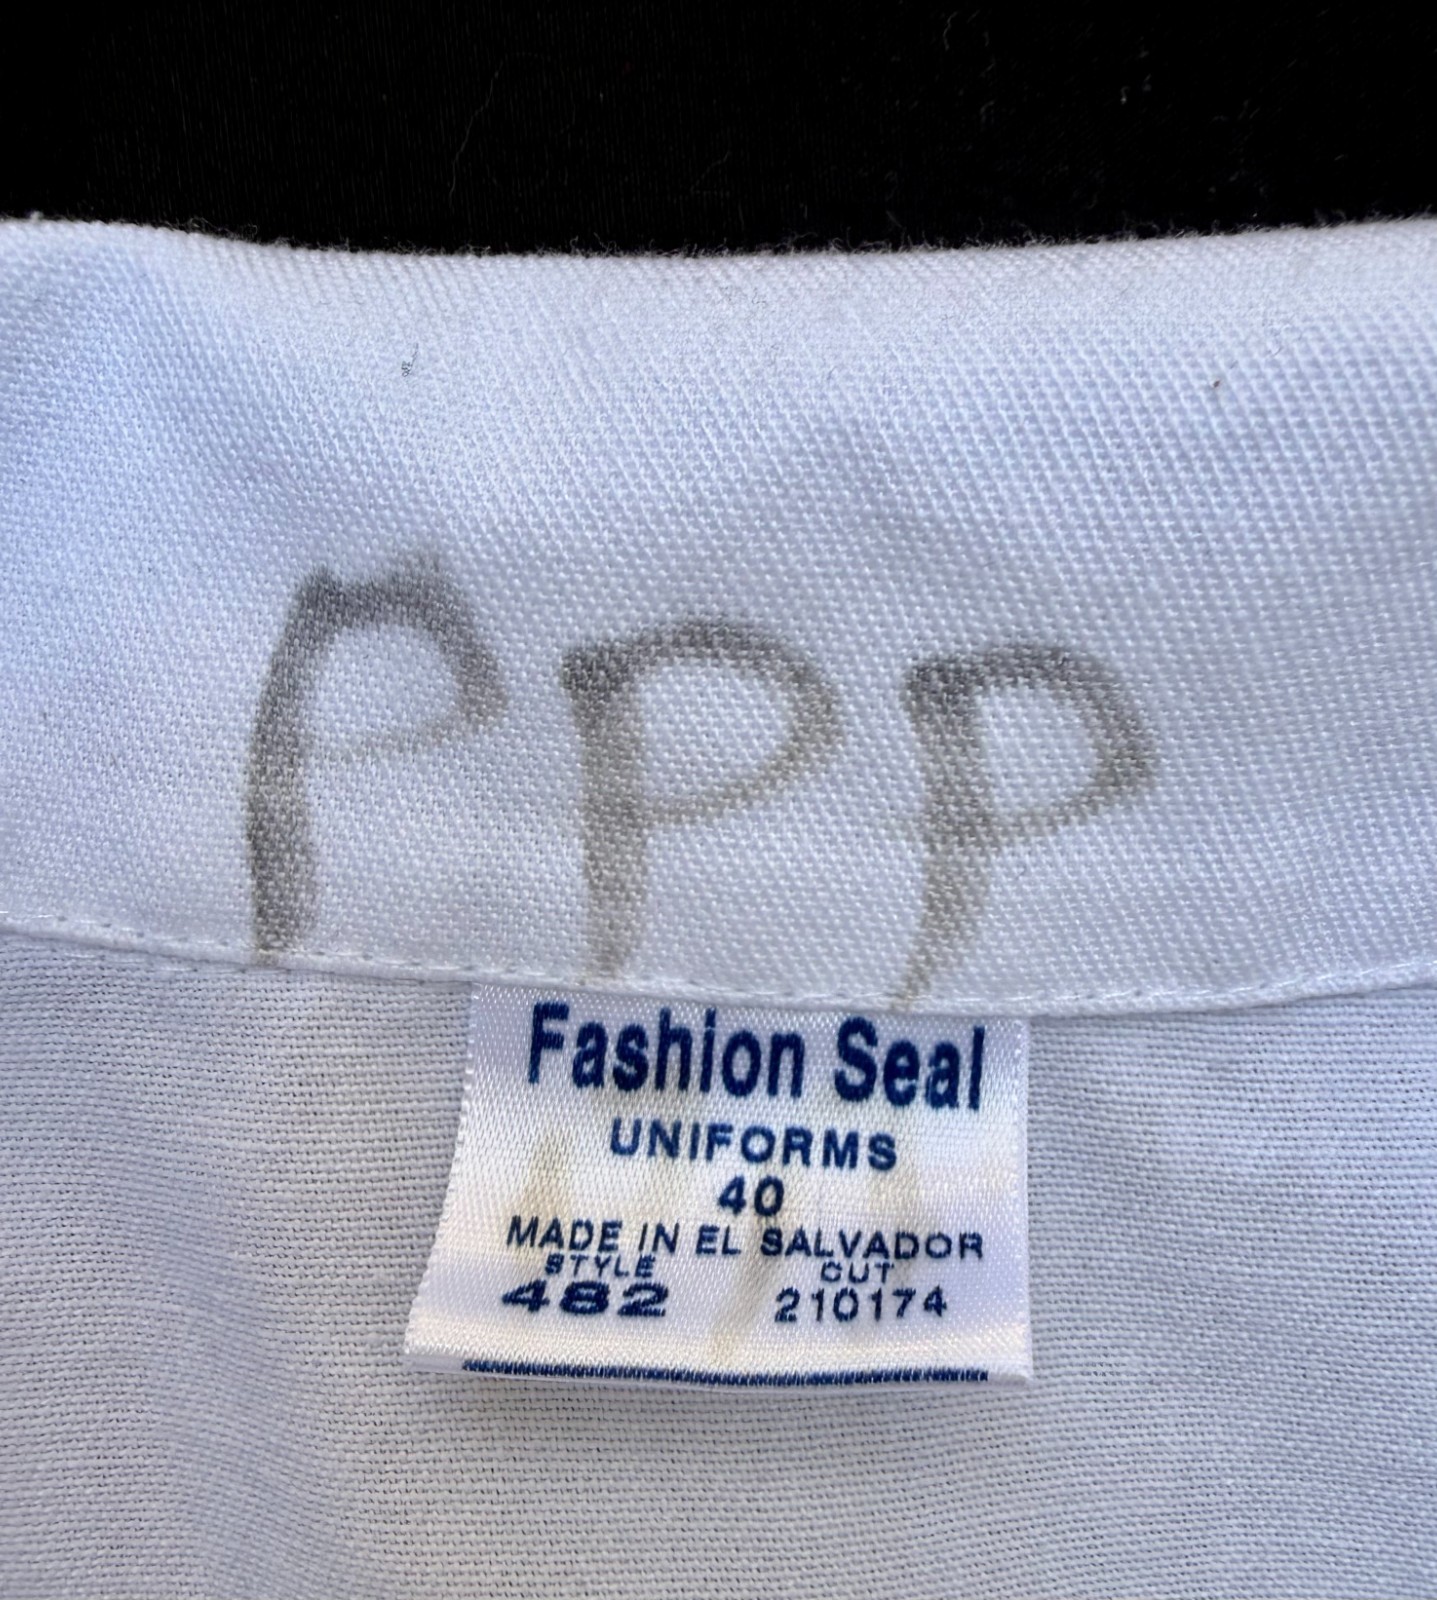 PPP
Fashion Seal
UNIFORMS
40
MADE IN EL SALVADOR
STYLE CUT
482 210174